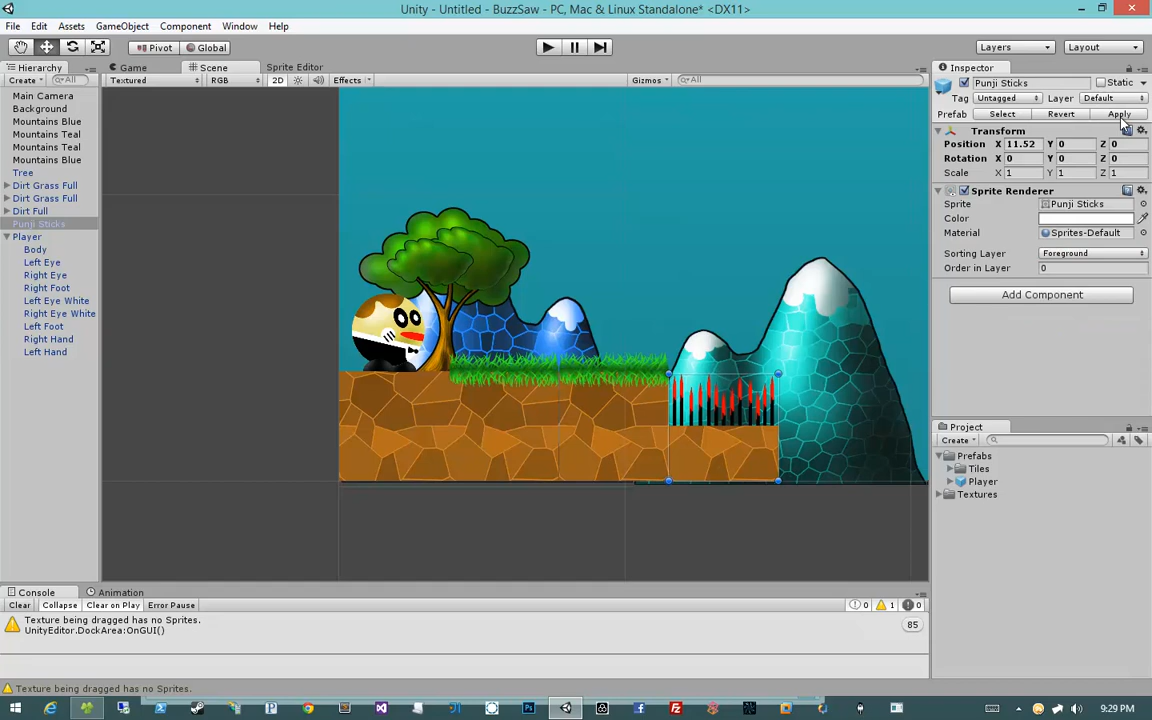 Unity - Untitled - BuzzSaw - PC, Mac & Linux Standalone* <DX11>
File Edit Assets GameObject Component Window Help
Pivot Global Layers Layout
Hierarchy Game Scene Sprite Editor Inspector
Create All Textured RGB 2D Effects Gizmos All
Punji Sticks Static
Tag Untagged Layer Default
Prefab Select Revert Apply
Main Camera
Background
Mountains Blue
Mountains Teal
Mountains Teal
Mountains Blue
Tree
Dirt Grass Full
Dirt Grass Full
Dirt Full
Punji Sticks
Player
Body
Left Eye
Right Eye
Right Foot
Left Eye White
Right Eye White
Left Foot
Right Hand
Left Hand
Transform
Position X 11.52 Y 0 Z 0
Rotation X 0 Y 0 Z 0
Scale X 1 Y 1 Z 1
Sprite Renderer
Sprite Punji Sticks
Color
Material Sprites-Default
Sorting Layer Foreground
Order in Layer 0
Add Component
Project
Create
Prefabs
Tiles
Player
Textures
Console Animation
Clear Collapse Clear on Play Error Pause 0 1 0
Texture being dragged has no Sprites.
UnityEditor.DockArea:OnGUI()
85
Texture being dragged has no Sprites.
9:29 PM